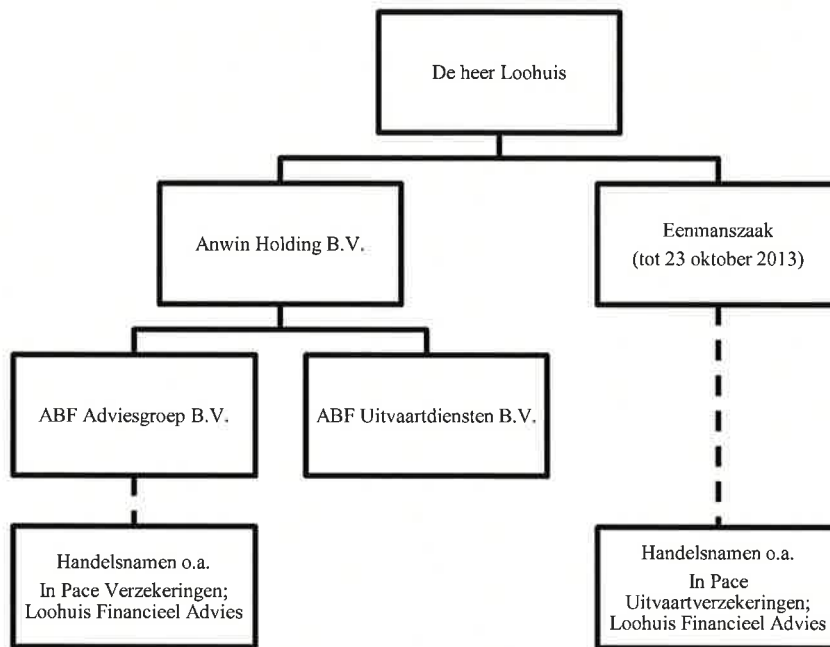 De heer Loohuis
Anwin Holding B.V.
Eenmanszaak
(tot 23 oktober 2013)
ABF Adviesgroep B.V.
ABF Uitvaartdiensten B.V.
Handelsnamen o.a.
In Pace Verzekeringen;
Loohuis Financieel Advies
Handelsnamen o.a.
In Pace
Uitvaartverzekeringen;
Loohuis Financieel Advies